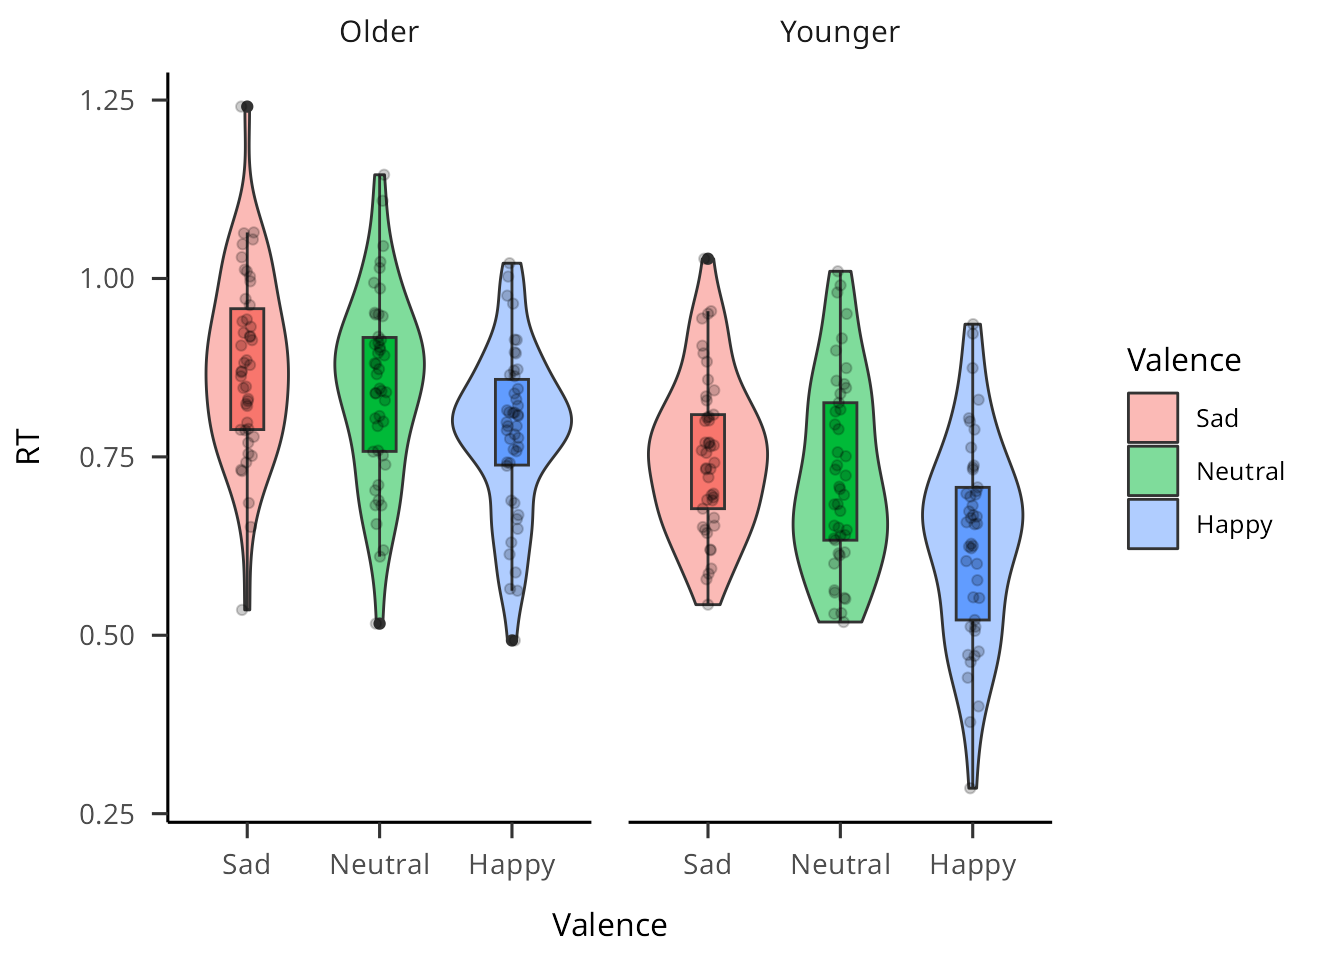 Older
Younger
1.25
1.00
0.75
0.50
0.25
RT
Sad
Neutral
Happy
Sad
Neutral
Happy
Valence
Valence
Sad
Neutral
Happy